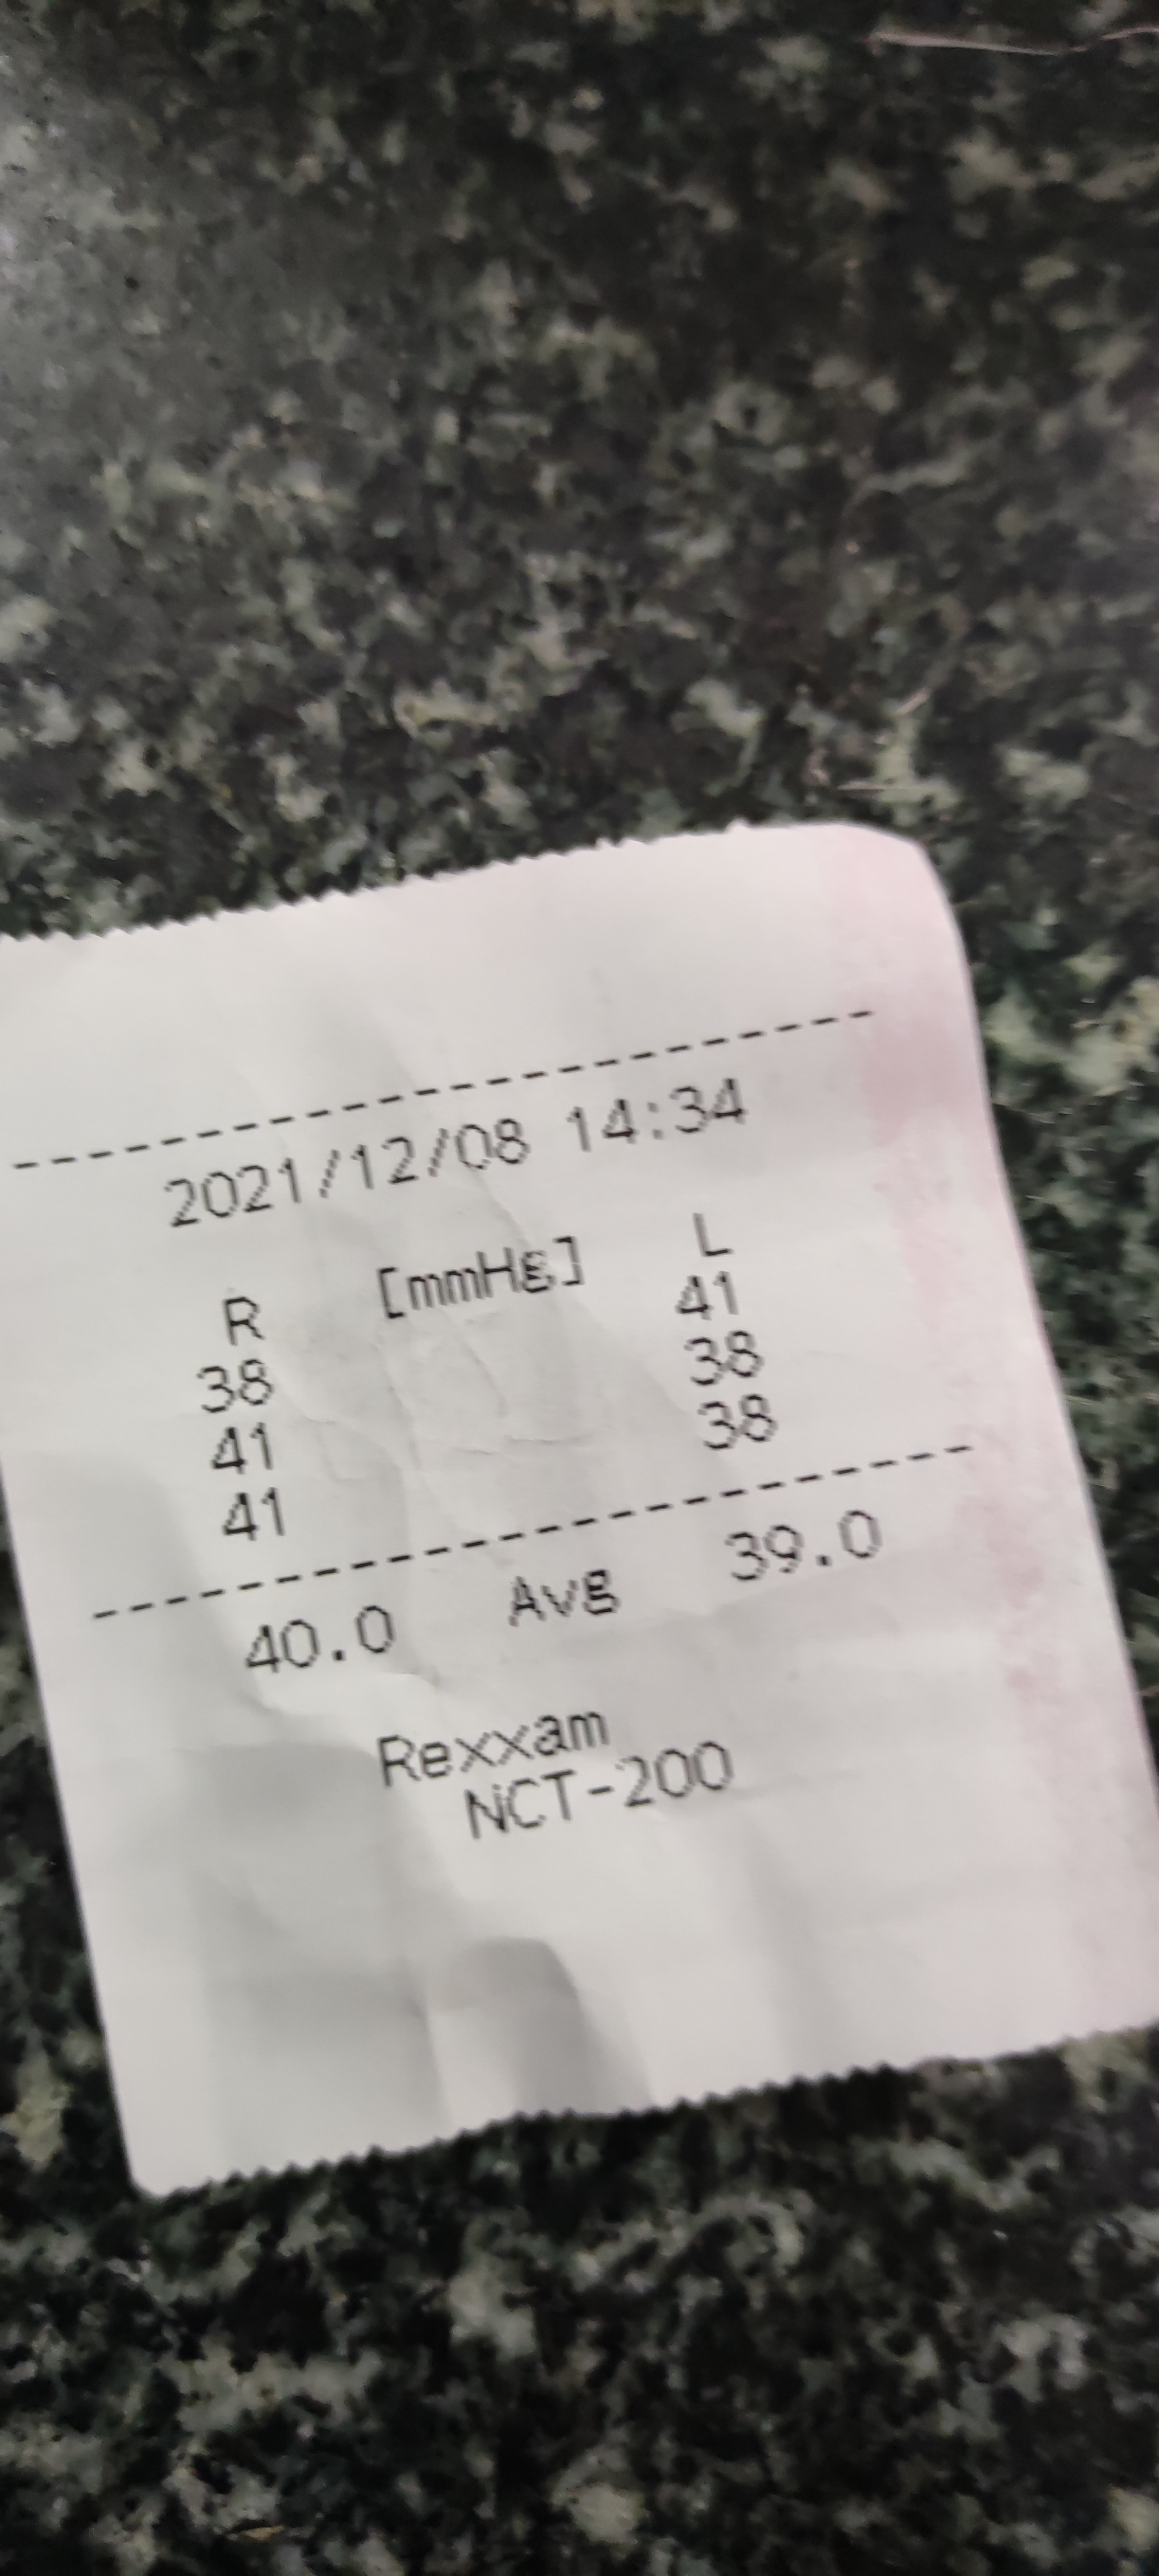 2021/12/08 14:34
R [mmHg] L
38 41
41 38
41 38
40.0 Avg 39.0
Rexxam
NCT-200